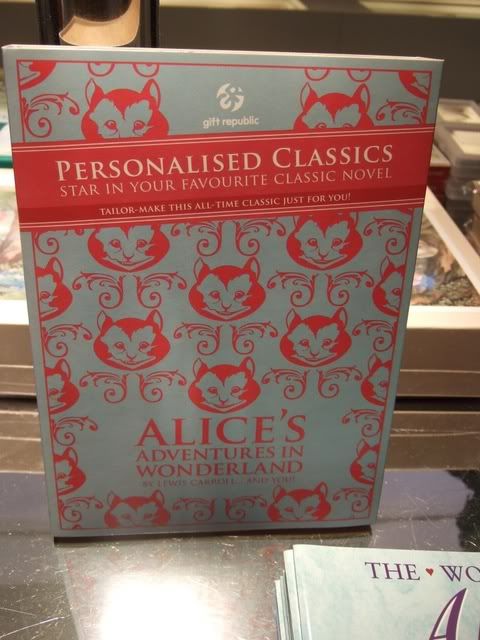 gift republic
PERSONALISED CLASSICS
STAR IN YOUR FAVOURITE CLASSIC NOVEL
TAILOR-MAKE THIS ALL-TIME CLASSIC JUST FOR YOU!
ALICE'S
ADVENTURES IN
WONDERLAND
BY LEWIS CARROLL... AND YOU!
THE ♥ WO
A